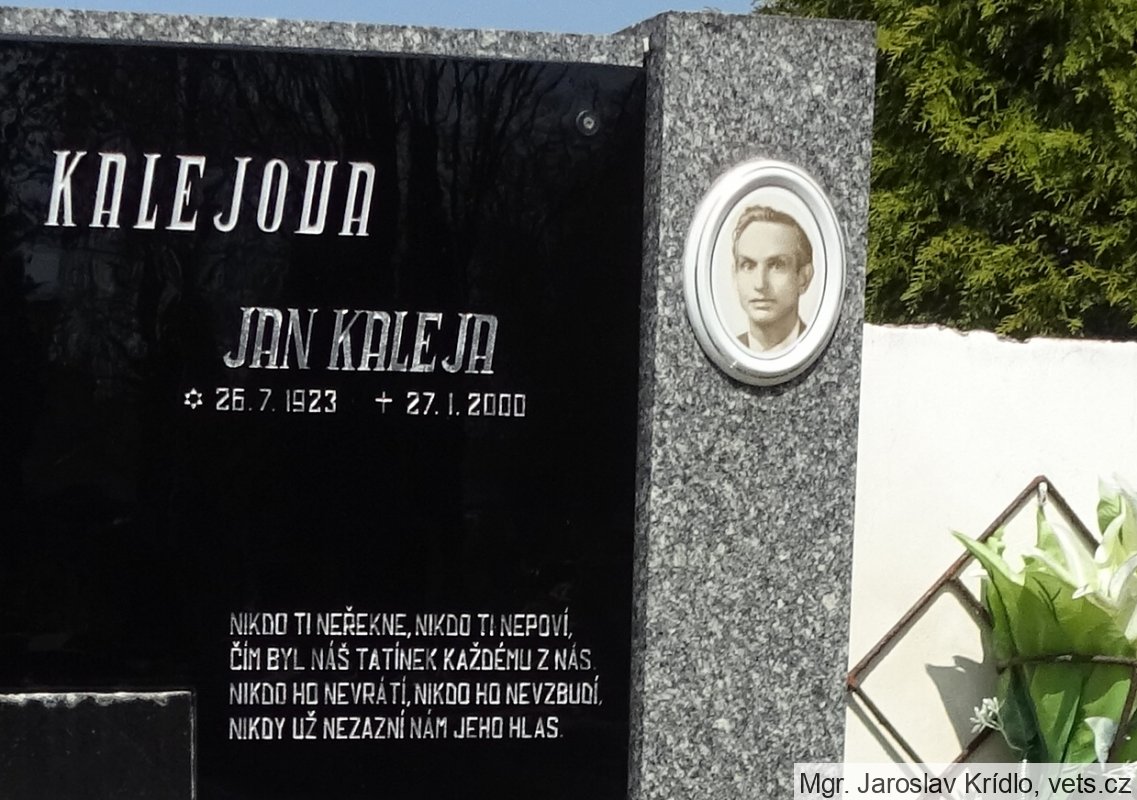 KALEJOVA
JAN KALEJA
✡ 26.7.1923 ✝ 27.1.2000
NIKDO TI NEŘEKNE, NIKDO TI NEPOVÍ,
ČÍM BYL NÁŠ TATÍNEK KAŽDÉMU Z NÁS.
NIKDO HO NEVRÁTÍ, NIKDO HO NEVZBUDÍ,
NIKDY UŽ NEZAZNÍ NÁM JEHO HLAS.
Mgr. Jaroslav Krídlo, vets.cz